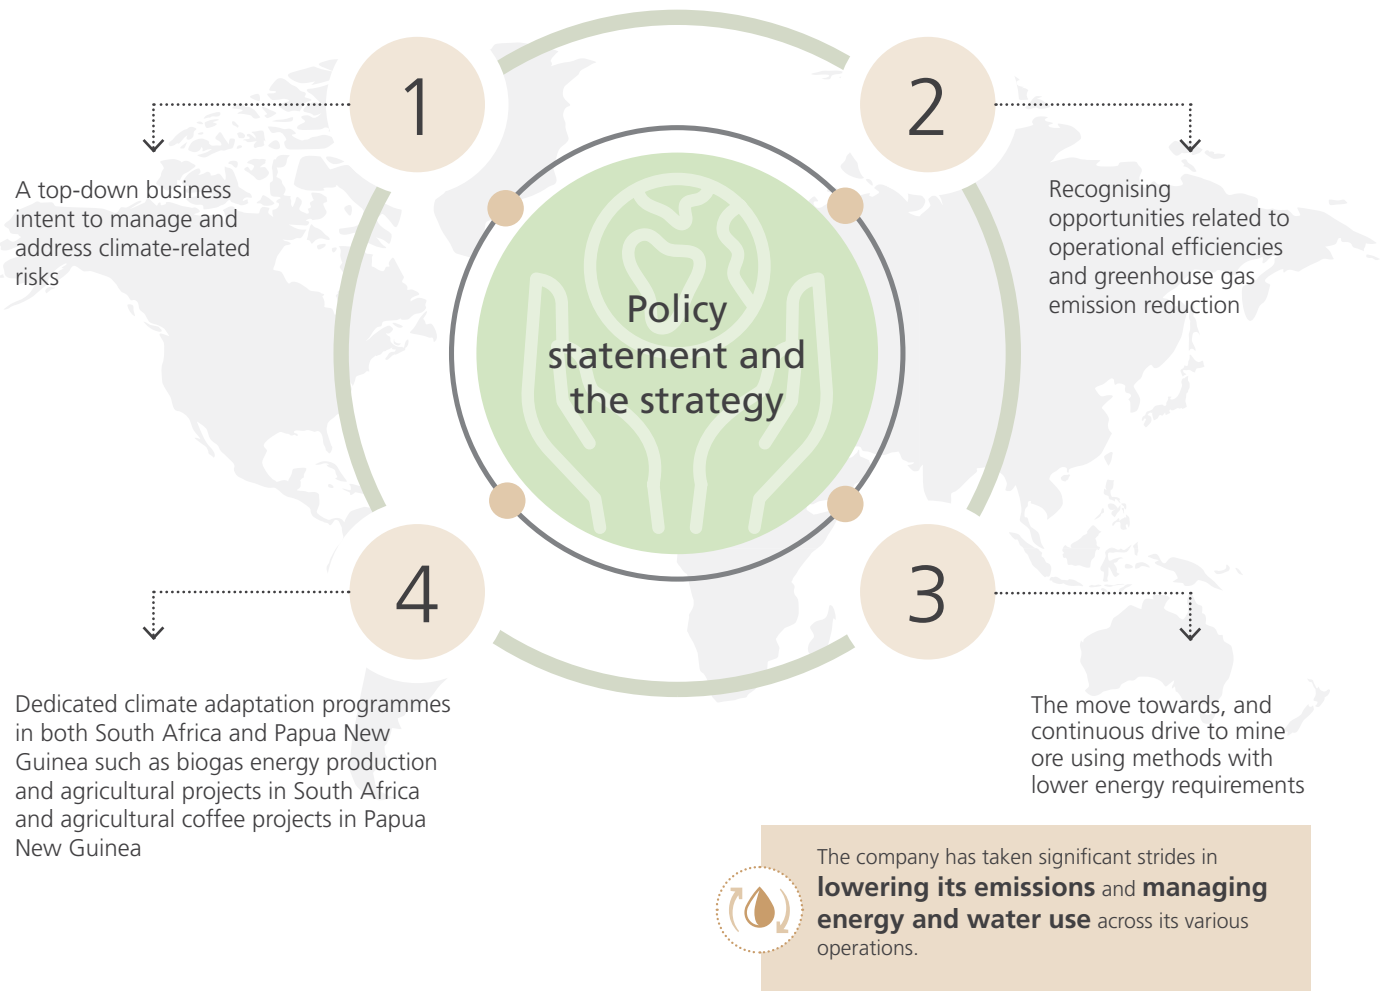 1
A top-down business
intent to manage and
address climate-related
risks
2
Recognising
opportunities related to
operational efficiencies
and greenhouse gas
emission reduction
Policy
statement and
the strategy
4
Dedicated climate adaptation programmes
in both South Africa and Papua New
Guinea such as biogas energy production
and agricultural projects in South Africa
and agricultural coffee projects in Papua
New Guinea
3
The move towards, and
continuous drive to mine
ore using methods with
lower energy requirements
The company has taken significant strides in
lowering its emissions and managing
energy and water use across its various
operations.